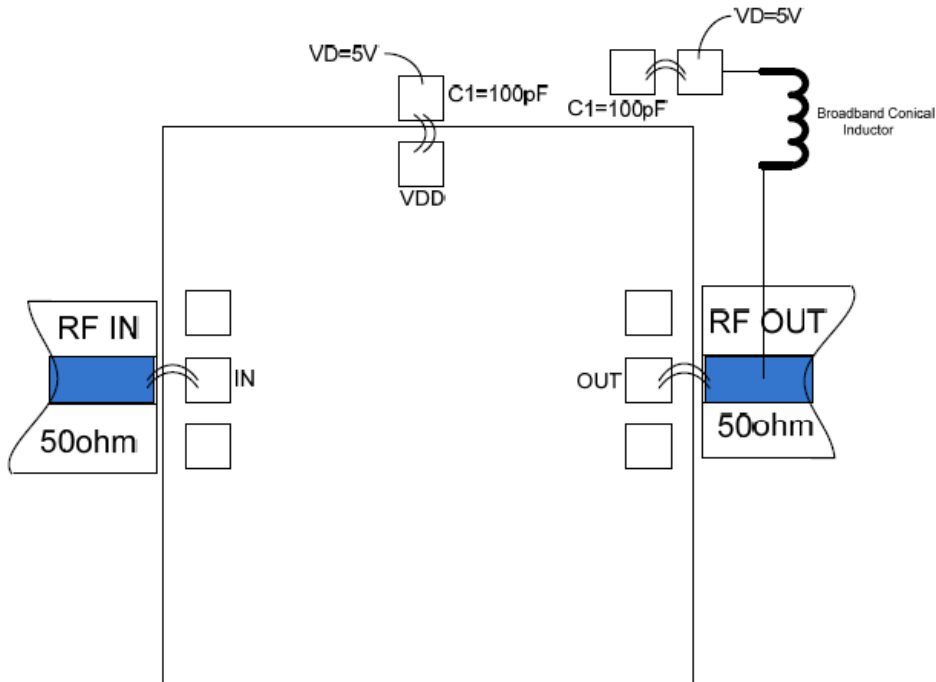 VD=5V
VD=5V
C1=100pF
C1=100pF
Broadband Conical
Inductor
VDD
RF IN
RF OUT
IN
OUT
50ohm
50ohm